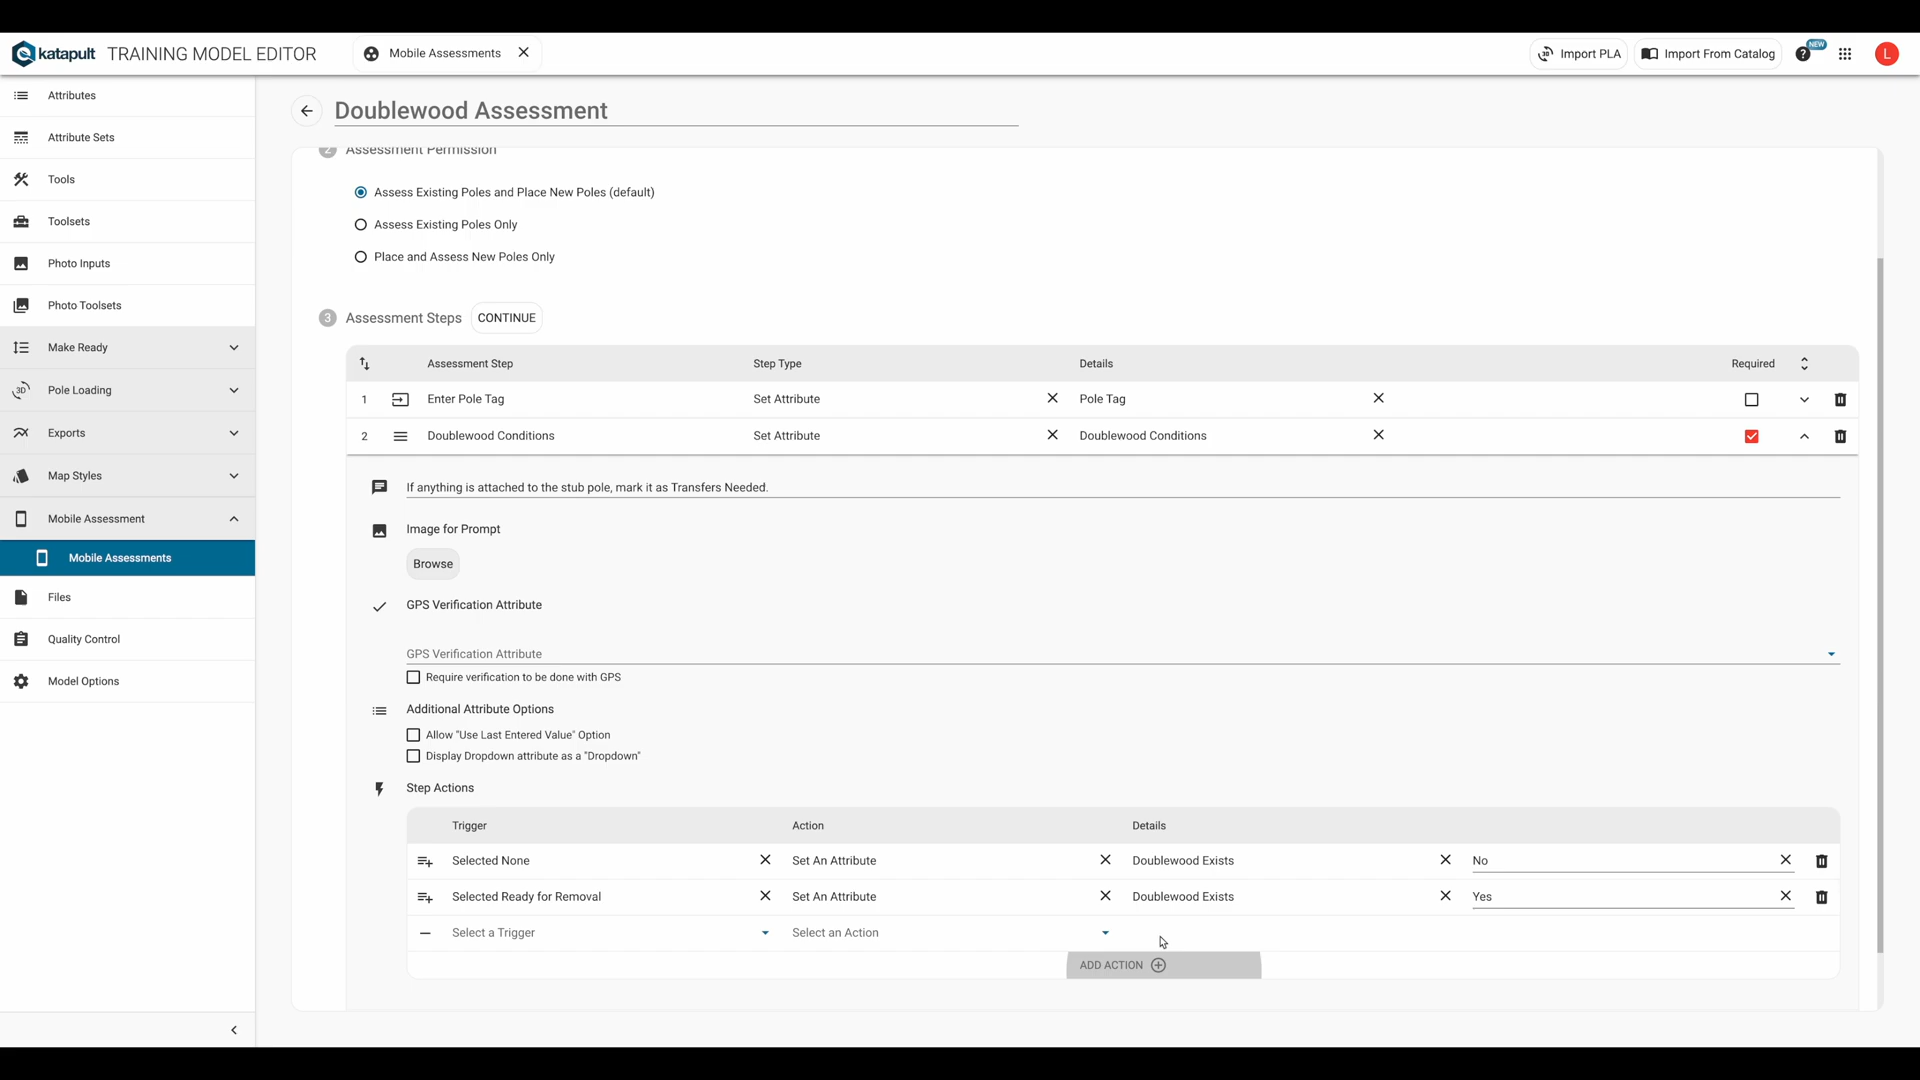 katapult TRAINING MODEL EDITOR
Mobile Assessments
Import PLA
Import From Catalog
NEW
L
Attributes
Attribute Sets
Tools
Toolsets
Photo Inputs
Photo Toolsets
Make Ready
3D Pole Loading
Exports
Map Styles
Mobile Assessment
Mobile Assessments
Files
Quality Control
Model Options
Doublewood Assessment
2 Assessment Permission
Assess Existing Poles and Place New Poles (default)
Assess Existing Poles Only
Place and Assess New Poles Only
3 Assessment Steps CONTINUE
Assessment Step Step Type Details Required
1 Enter Pole Tag Set Attribute Pole Tag
2 Doublewood Conditions Set Attribute Doublewood Conditions
If anything is attached to the stub pole, mark it as Transfers Needed.
Image for Prompt
Browse
GPS Verification Attribute
GPS Verification Attribute
Require verification to be done with GPS
Additional Attribute Options
Allow "Use Last Entered Value" Option
Display Dropdown attribute as a "Dropdown"
Step Actions
Trigger Action Details
Selected None Set An Attribute Doublewood Exists No
Selected Ready for Removal Set An Attribute Doublewood Exists Yes
Select a Trigger Select an Action
ADD ACTION